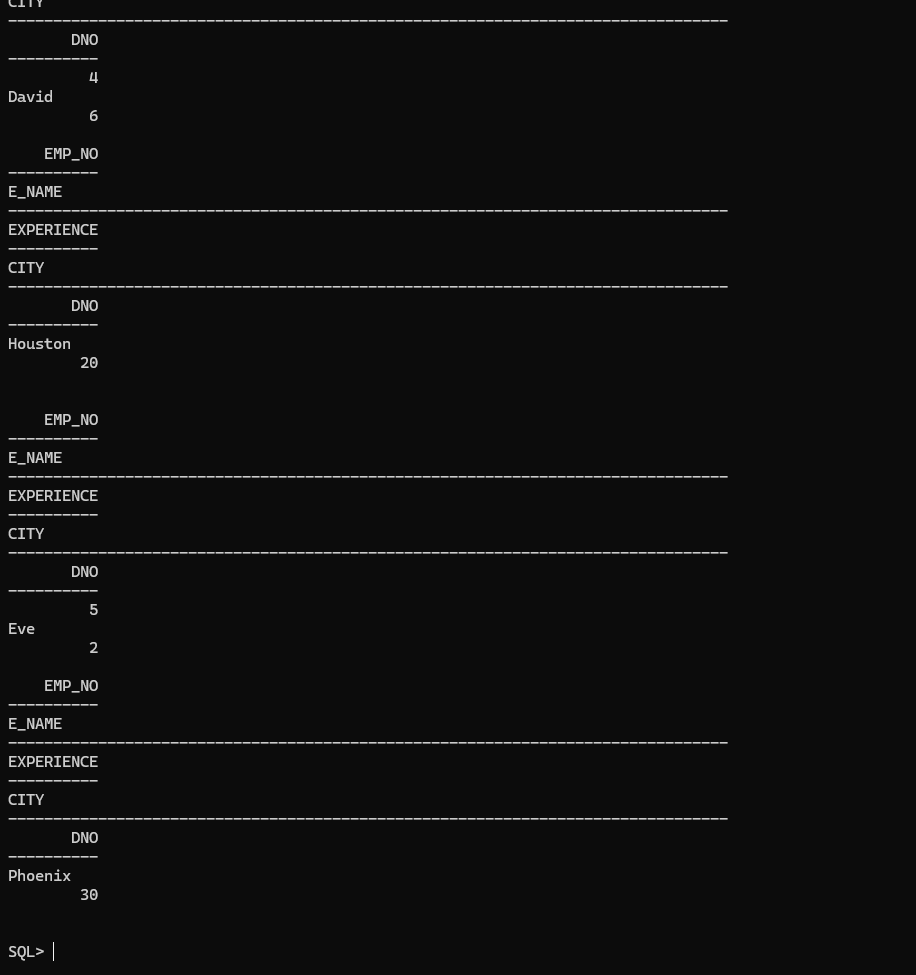 CITY
--------------------------------------------------------------------------------
       DNO
----------
         4
David
         6

    EMP_NO
----------
E_NAME
--------------------------------------------------------------------------------
EXPERIENCE
----------
CITY
--------------------------------------------------------------------------------
       DNO
----------
Houston
        20


    EMP_NO
----------
E_NAME
--------------------------------------------------------------------------------
EXPERIENCE
----------
CITY
--------------------------------------------------------------------------------
       DNO
----------
         5
Eve
         2

    EMP_NO
----------
E_NAME
--------------------------------------------------------------------------------
EXPERIENCE
----------
CITY
--------------------------------------------------------------------------------
       DNO
----------
Phoenix
        30


SQL>